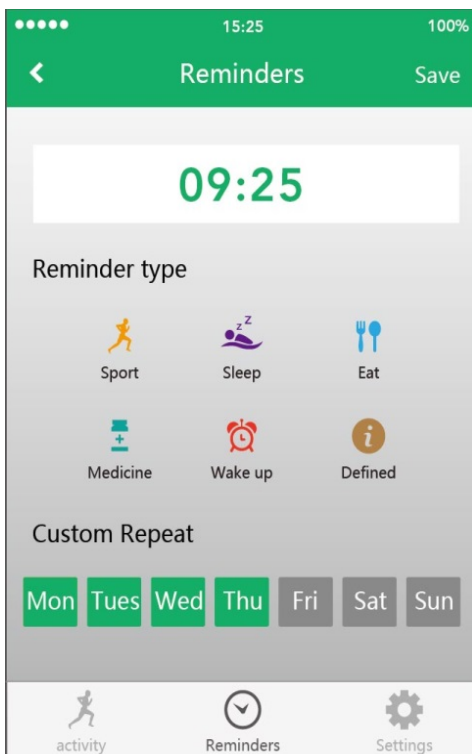 15:25 100%
Reminders Save
09:25
Reminder type
Sport Sleep Eat
Medicine Wake up Defined
Custom Repeat
Mon Tues Wed Thu Fri Sat Sun
activity Reminders Settings